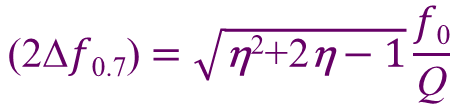 (2Δf₀.₇) = √(η²+2η−1) f₀/Q